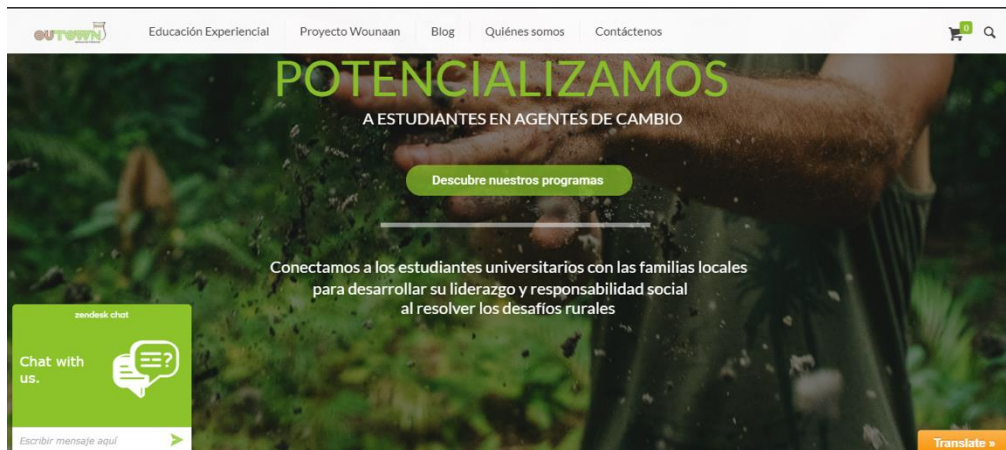 OUTOWN
Educación Experiencial
Proyecto Wounaan
Blog
Quiénes somos
Contáctenos
0
POTENCIALIZAMOS
A ESTUDIANTES EN AGENTES DE CAMBIO
Descubre nuestros programas
Conectamos a los estudiantes universitarios con las familias locales
para desarrollar su liderazgo y responsabilidad social
al resolver los desafíos rurales
zendesk chat
Chat with
us.
?
Escribir mensaje aquí
Translate »